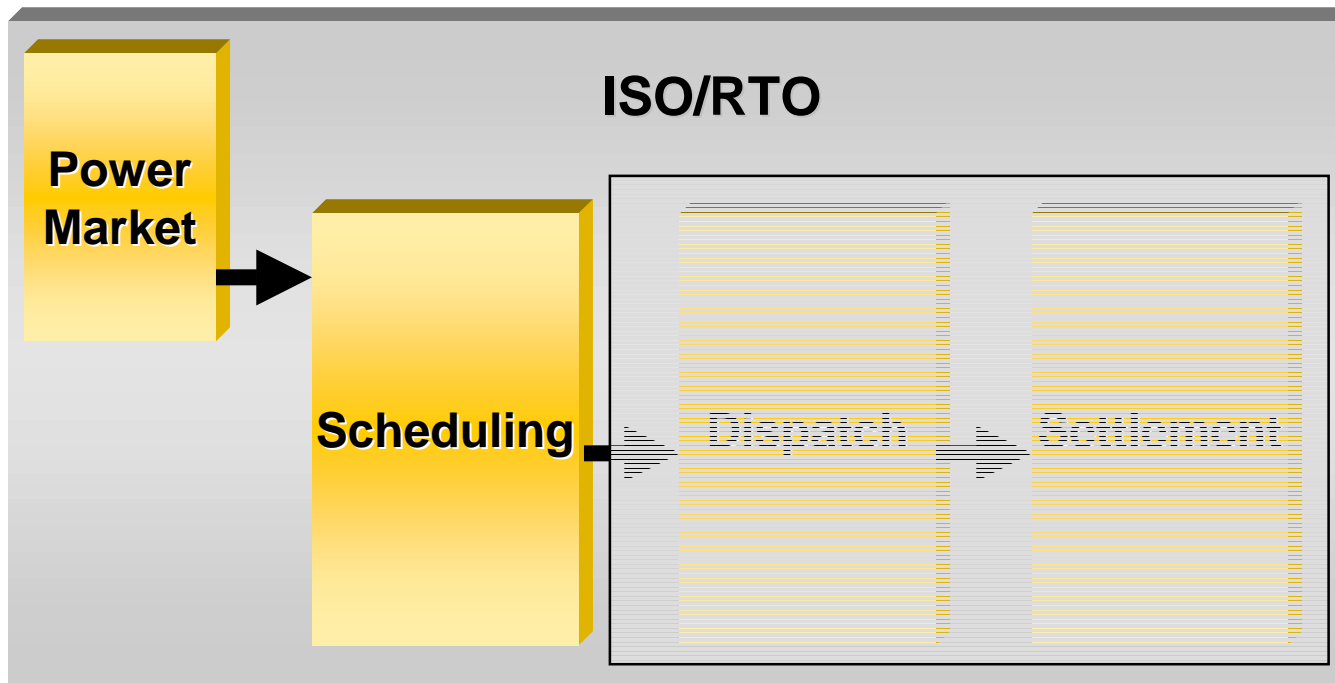 ISO/RTO
Power
Market
Scheduling
Dispatch
Settlement